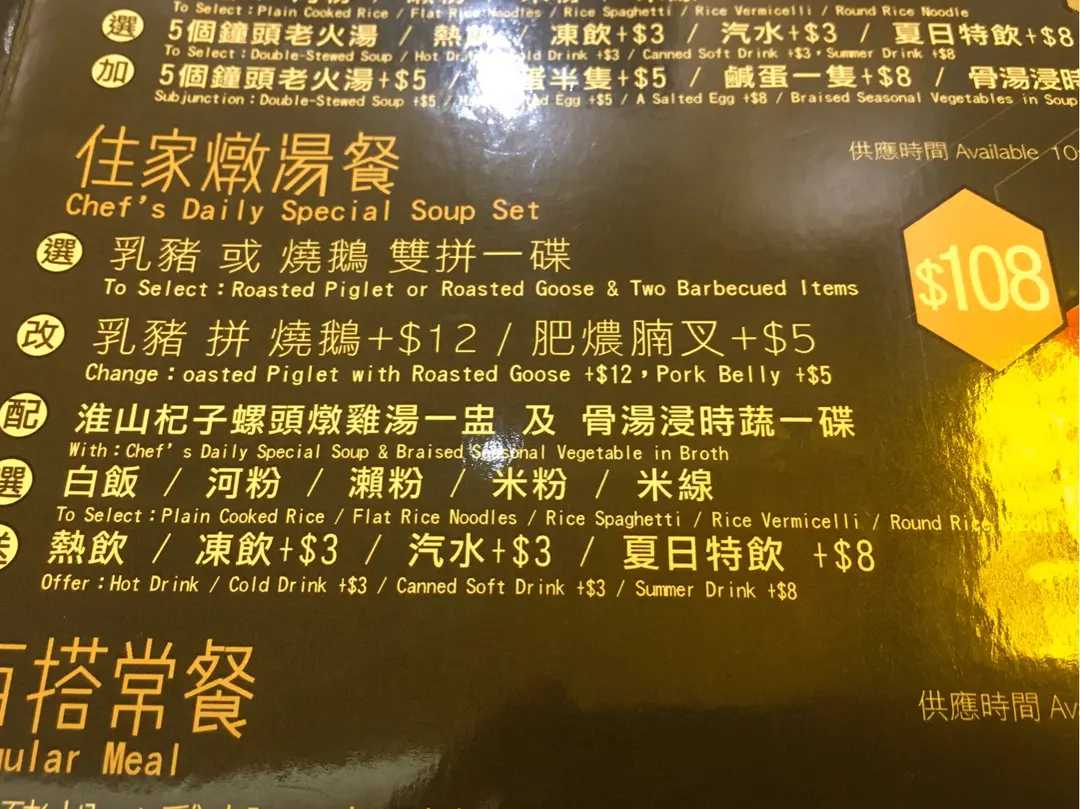 To Select:Plain Cooked Rice / Flat Rice Noodles / Rice Spaghetti / Rice Vermicelli / Round Rice Noodle
選 5個鐘頭老火湯 / 熱飲 / 凍飲+$3 / 汽水+$3 / 夏日特飲+$8
To Select:Double-Stewed Soup / Hot / Cold Drink +$3 / Canned Soft Drink +$3,Summer Drink +$8
加 5個鐘頭老火湯+$5 / 蛋半隻+$5 / 鹹蛋一隻+$8 / 骨湯浸時
Subjunction:Double-Stewed Soup +$5 / Egg +$5 / A Salted Egg +$8 / Braised Seasonal Vegetables in Soup
住家燉湯餐
供應時間 Available 10
Chef's Daily Special Soup Set
選 乳豬 或 燒鵝 雙拼一碟
To Select:Roasted Piglet or Roasted Goose & Two Barbecued Items
$108
改 乳豬 拼 燒鵝+$12 / 肥燶腩叉+$5
Change:oasted Piglet with Roasted Goose +$12,Pork Belly +$5
配 淮山杞子螺頭燉雞湯一盅 及 骨湯浸時蔬一碟
With:Chef's Daily Special Soup & Braised Seasonal Vegetable in Broth
選 白飯 / 河粉 / 瀨粉 / 米粉 / 米線
To Select:Plain Cooked Rice / Flat Rice Noodles / Rice Spaghetti / Rice Vermicelli / Round Rice
熱飲 / 凍飲+$3 / 汽水+$3 / 夏日特飲 +$8
Offer:Hot Drink / Cold Drink +$3 / Canned Soft Drink +$3 / Summer Drink +$8
百搭常餐
供應時間 Av
gular Meal